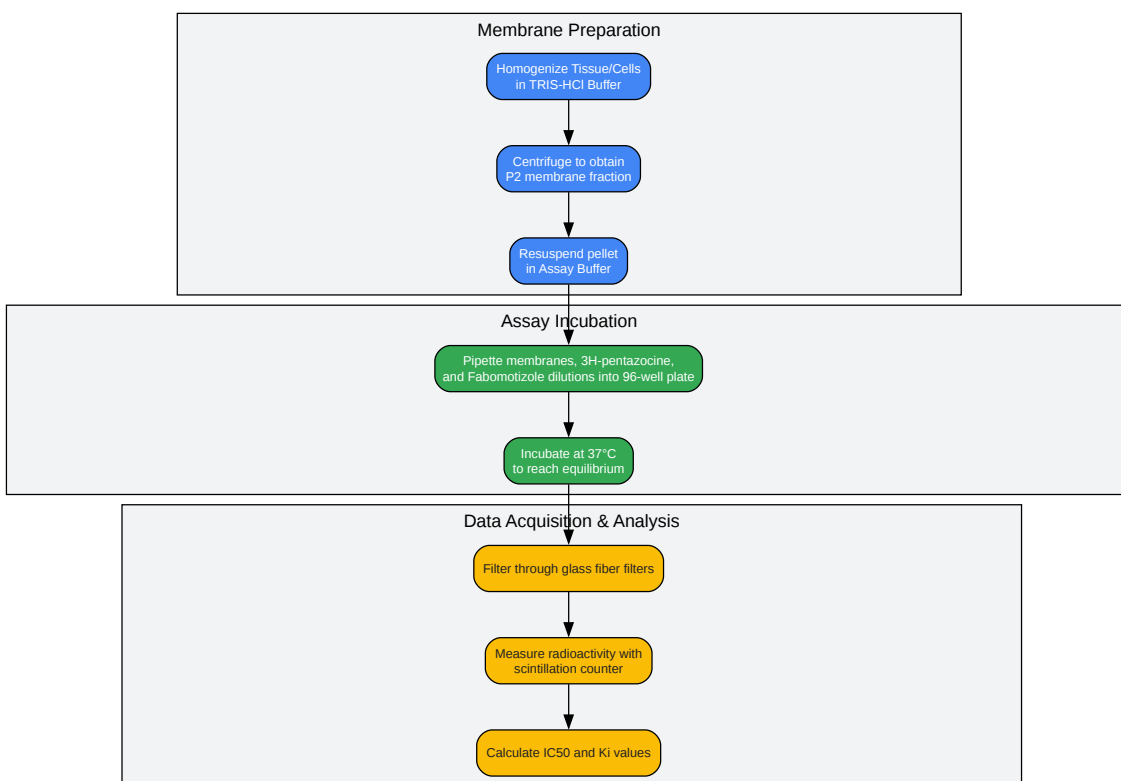 Membrane Preparation
Homogenize Tissue/Cells
in TRIS-HCl Buffer
Centrifuge to obtain
P2 membrane fraction
Resuspend pellet
in Assay Buffer
Assay Incubation
Pipette membranes, 3H-pentazocine,
and Fabomotizole dilutions into 96-well plate
Incubate at 37°C
to reach equilibrium
Data Acquisition & Analysis
Filter through glass fiber filters
Measure radioactivity with
scintillation counter
Calculate IC50 and Ki values